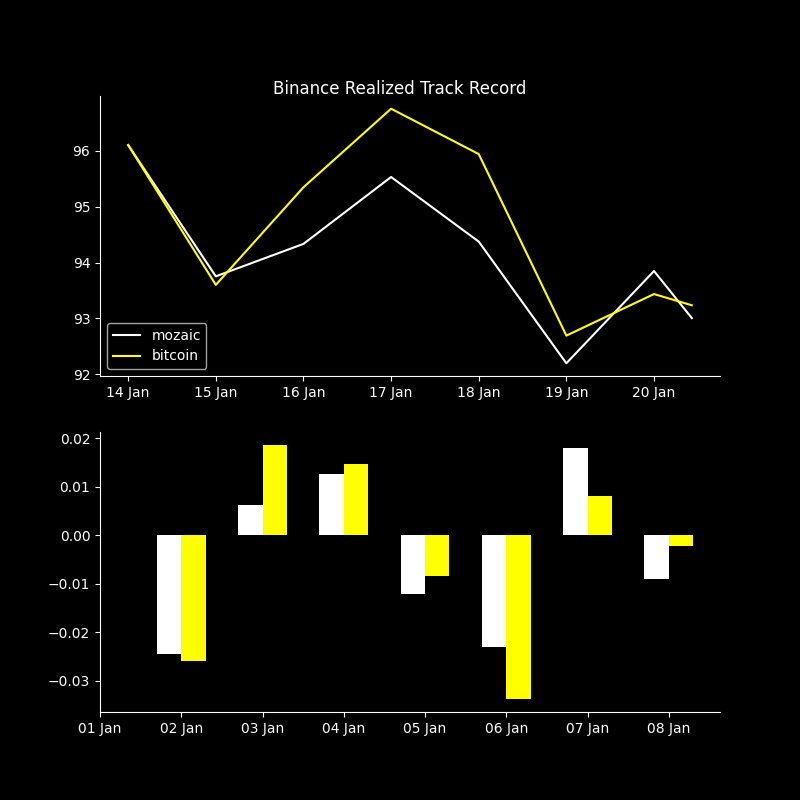 Binance Realized Track Record
96
95
94
93
92
mozaic
bitcoin
14 Jan 15 Jan 16 Jan 17 Jan 18 Jan 19 Jan 20 Jan
0.02
0.01
0.00
−0.01
−0.02
−0.03
01 Jan 02 Jan 03 Jan 04 Jan 05 Jan 06 Jan 07 Jan 08 Jan